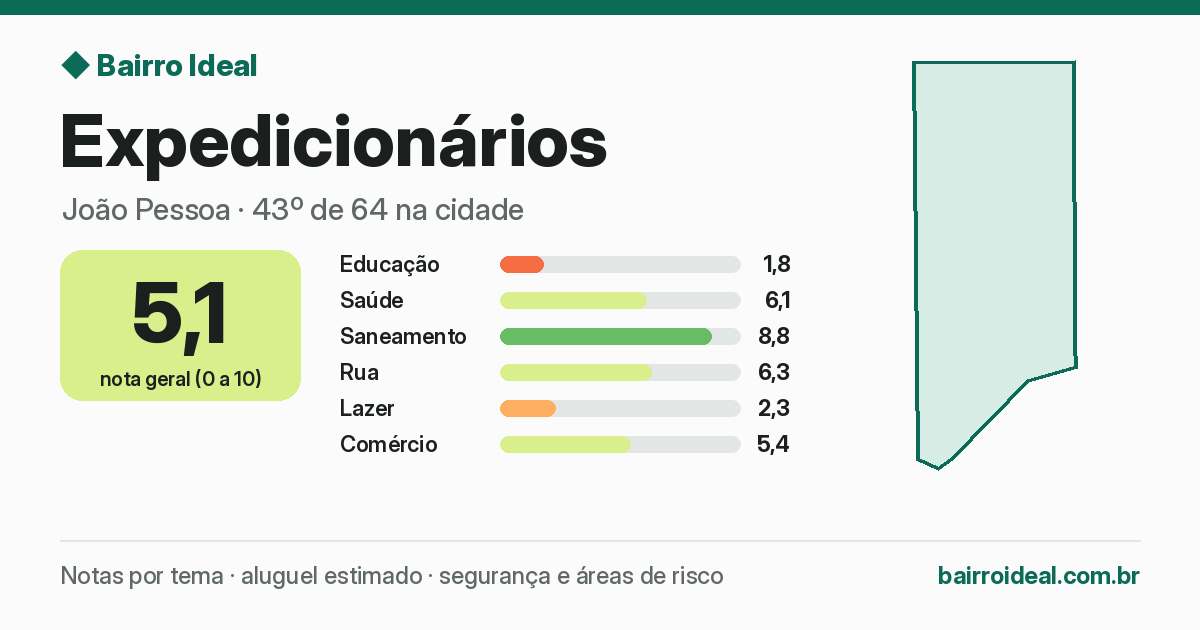 Bairro Ideal
Expedicionários
João Pessoa · 43º de 64 na cidade
5,1
nota geral (0 a 10)
Educação 1,8
Saúde 6,1
Saneamento 8,8
Rua 6,3
Lazer 2,3
Comércio 5,4
Notas por tema · aluguel estimado · segurança e áreas de risco
bairroideal.com.br